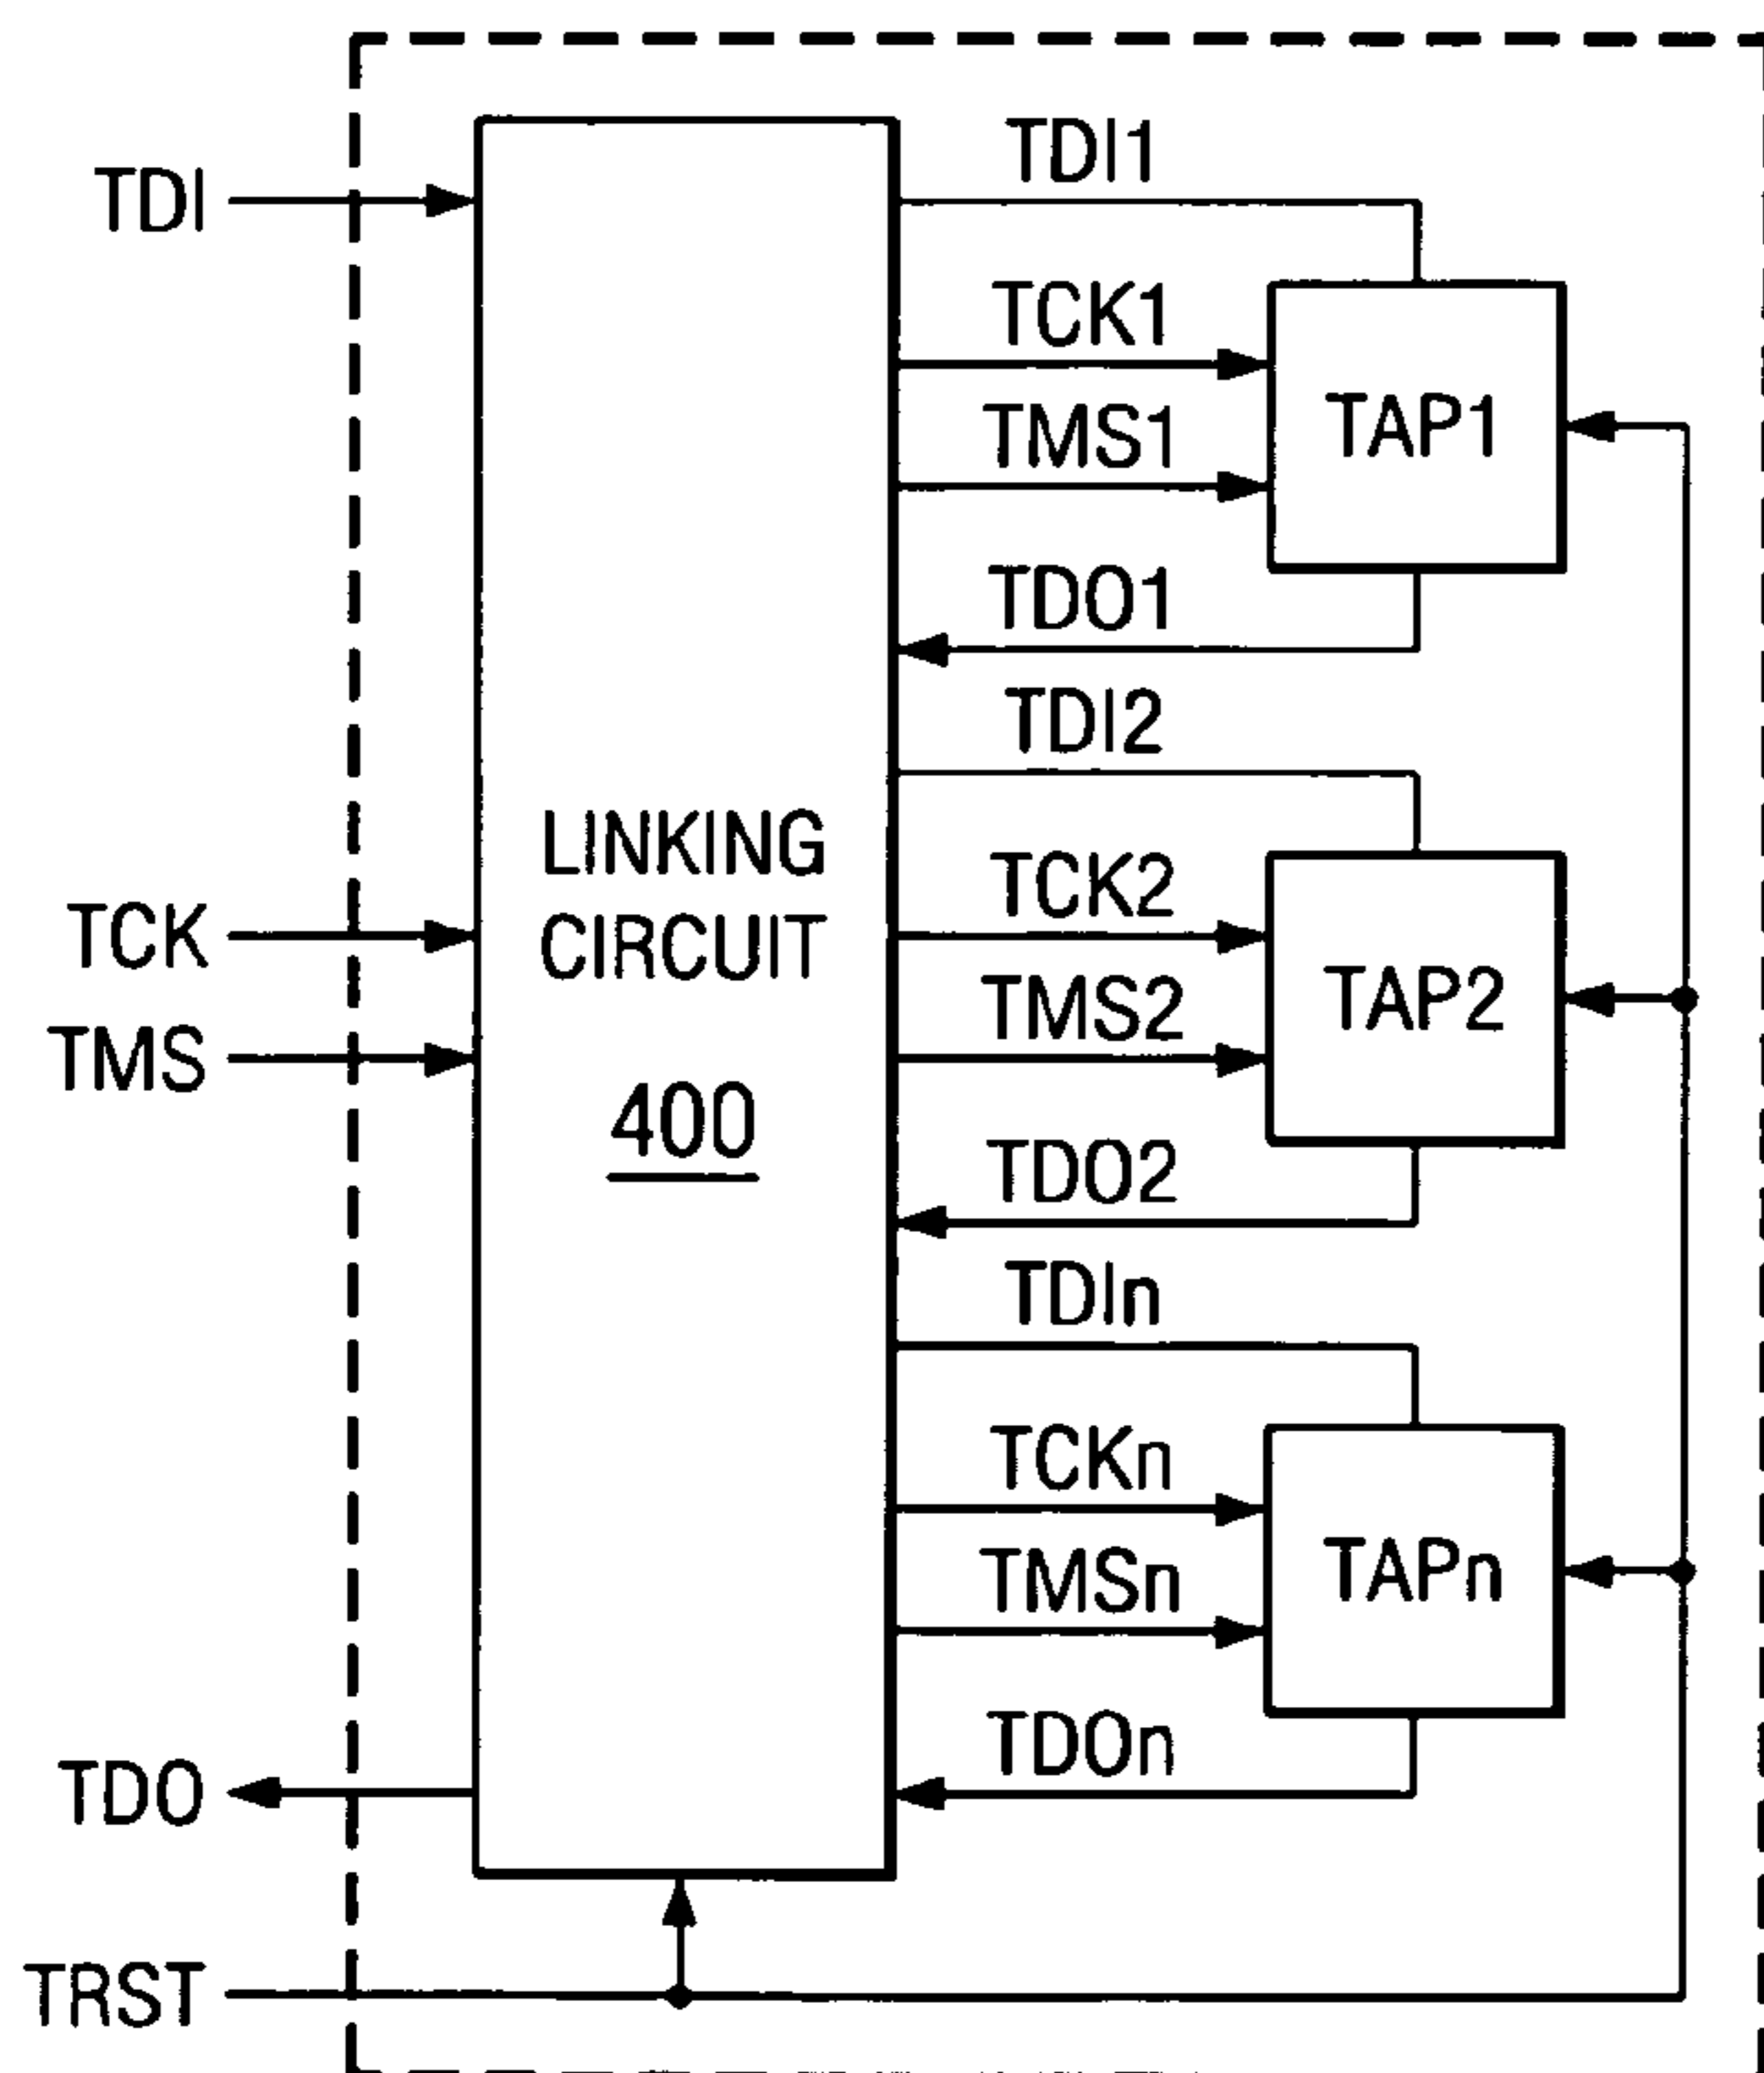 TDI
TCK
TMS
TDO
TRST
LINKING
CIRCUIT
400
TDI1
TCK1
TMS1
TDO1
TAP1
TDI2
TCK2
TMS2
TDO2
TAP2
TDIn
TCKn
TMSn
TDOn
TAPn